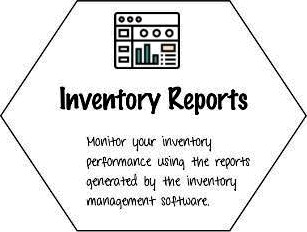 Inventory Reports
Monitor your inventory
performance using the reports
generated by the inventory
management software.